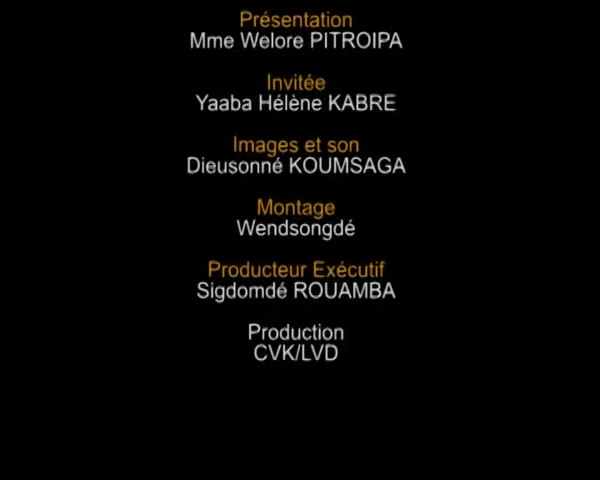 Présentation
Mme Welore PITROIPA
Invitée
Yaaba Hélène KABRE
Images et son
Dieusonné KOUMSAGA
Montage
Wendsongdé
Producteur Exécutif
Sigdomdé ROUAMBA
Production
CVK/LVD